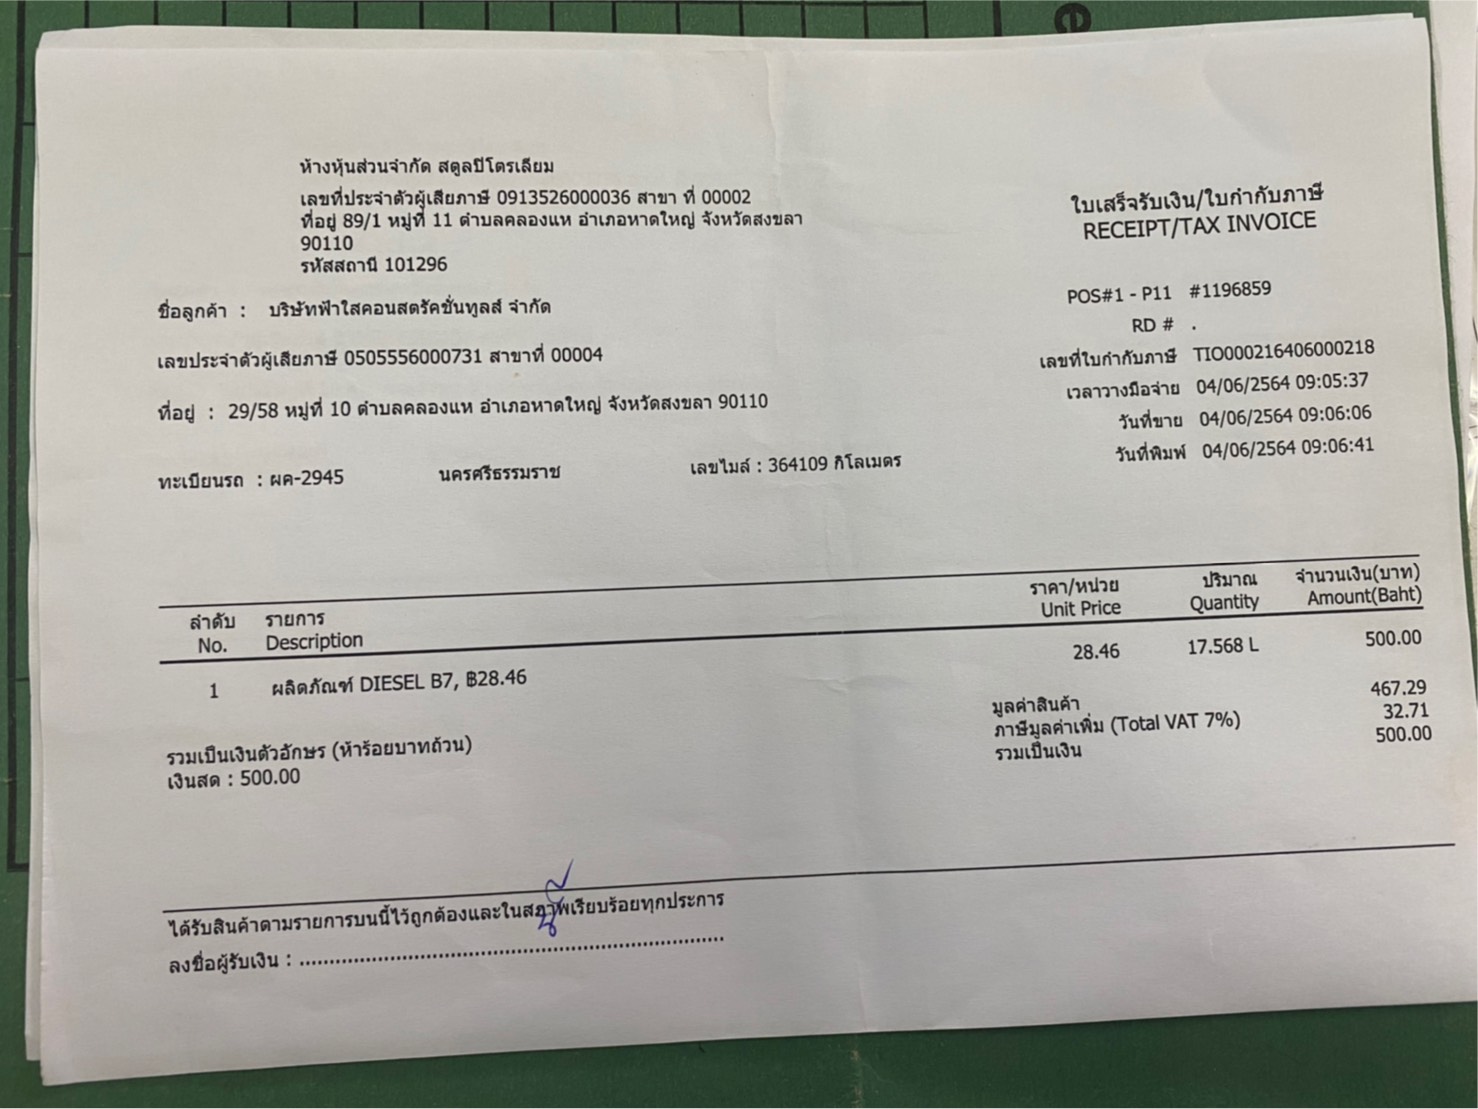 ห้างหุ้นส่วนจำกัด สตูลปิโตรเลียม
เลขที่ประจำตัวผู้เสียภาษี 0913526000036 สาขา ที่ 00002
ที่อยู่ 89/1 หมู่ที่ 11 ตำบลคลองแห อำเภอหาดใหญ่ จังหวัดสงขลา
90110
รหัสสถานี 101296
ใบเสร็จรับเงิน/ใบกำกับภาษี
RECEIPT/TAX INVOICE
ชื่อลูกค้า : บริษัทฟ้าใสคอนสตรัคชั่นทูลส์ จำกัด
เลขประจำตัวผู้เสียภาษี 0505556000731 สาขาที่ 00004
ที่อยู่ : 29/58 หมู่ที่ 10 ตำบลคลองแห อำเภอหาดใหญ่ จังหวัดสงขลา 90110
ทะเบียนรถ : ผค-2945 นครศรีธรรมราช เลขไมล์ : 364109 กิโลเมตร
POS#1 - P11 #1196859
RD # .
เลขที่ใบกำกับภาษี TIO000216406000218
เวลาวางมือจ่าย 04/06/2564 09:05:37
วันที่ขาย 04/06/2564 09:06:06
วันที่พิมพ์ 04/06/2564 09:06:41
ลำดับ รายการ ราคา/หน่วย ปริมาณ จำนวนเงิน(บาท)
No. Description Unit Price Quantity Amount(Baht)
1 ผลิตภัณฑ์ DIESEL B7, ฿28.46 28.46 17.568 L 500.00
มูลค่าสินค้า 467.29
ภาษีมูลค่าเพิ่ม (Total VAT 7%) 32.71
รวมเป็นเงิน 500.00
รวมเป็นเงินตัวอักษร (ห้าร้อยบาทถ้วน)
เงินสด : 500.00
ได้รับสินค้าตามรายการบนนี้ไว้ถูกต้องและในสภาพเรียบร้อยทุกประการ
ลงชื่อผู้รับเงิน : ........................................................................